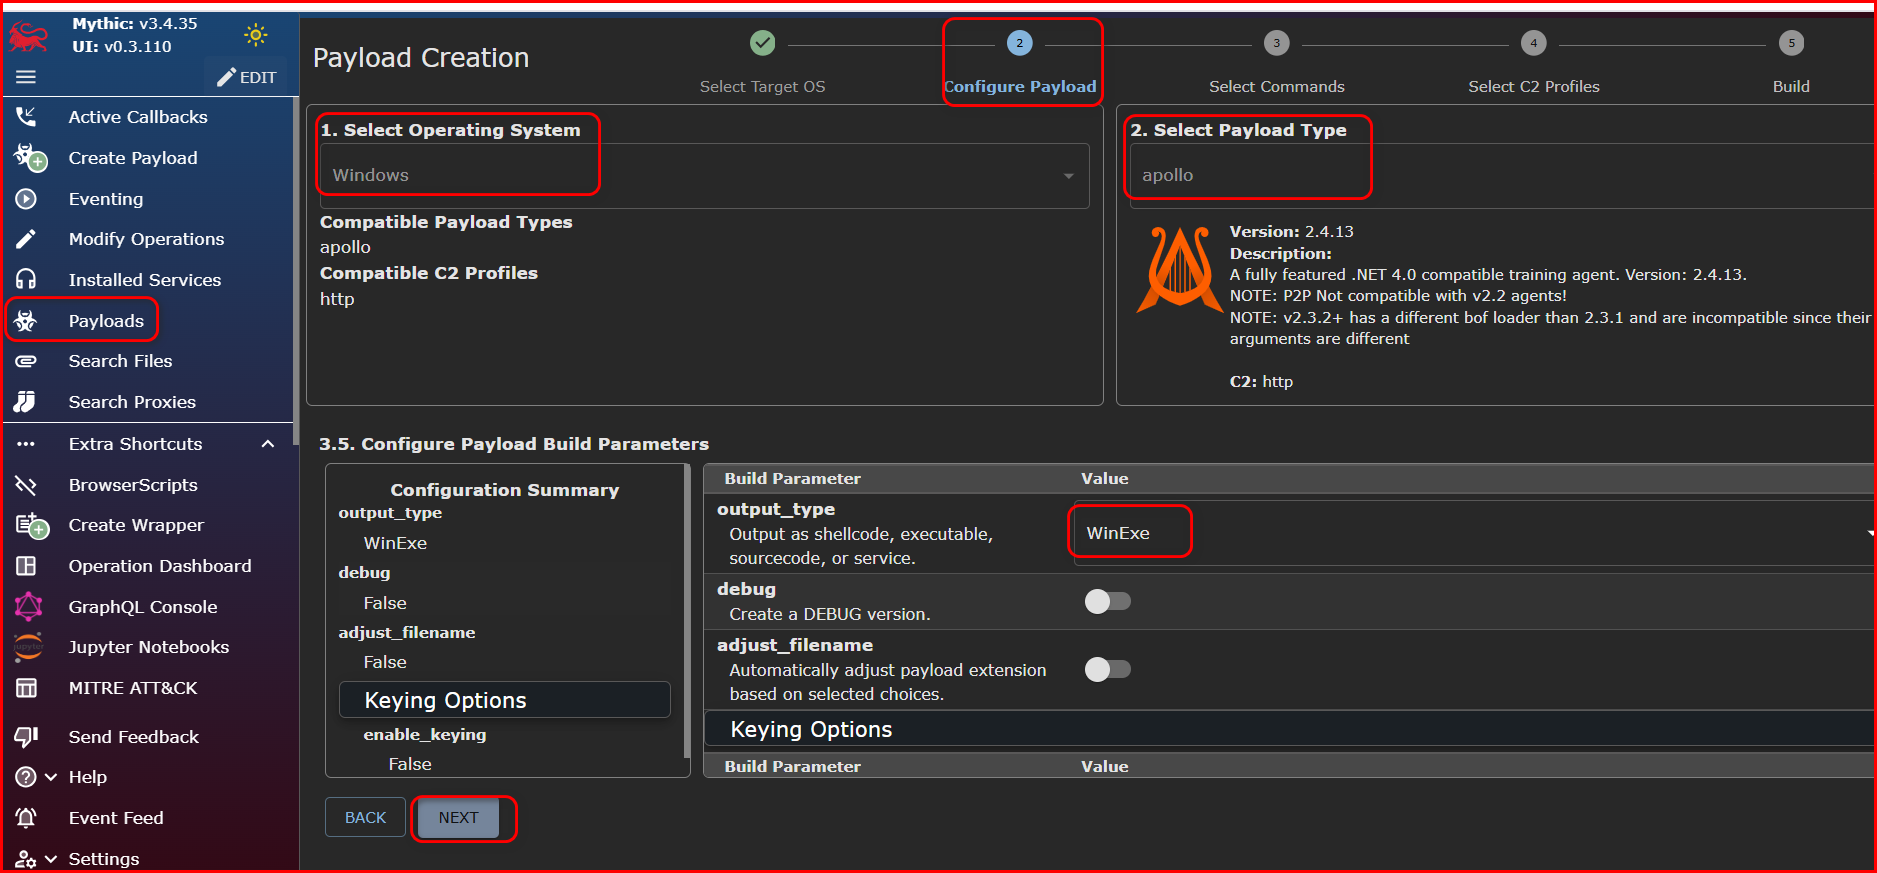 Mythic: v3.4.35
UI: v0.3.110
EDIT
Active Callbacks
Create Payload
Eventing
Modify Operations
Installed Services
Payloads
Search Files
Search Proxies
Extra Shortcuts
BrowserScripts
Create Wrapper
Operation Dashboard
GraphQL Console
jupyter
Jupyter Notebooks
MITRE ATT&CK
Send Feedback
Help
Event Feed
Settings
Payload Creation
2
3
4
5
Select Target OS
Configure Payload
Select Commands
Select C2 Profiles
Build
1. Select Operating System
Windows
Compatible Payload Types
apollo
Compatible C2 Profiles
http
2. Select Payload Type
apollo
Version: 2.4.13
Description:
A fully featured .NET 4.0 compatible training agent. Version: 2.4.13.
NOTE: P2P Not compatible with v2.2 agents!
NOTE: v2.3.2+ has a different bof loader than 2.3.1 and are incompatible since their
arguments are different
C2: http
3.5. Configure Payload Build Parameters
Configuration Summary
output_type
WinExe
debug
False
adjust_filename
False
Keying Options
enable_keying
False
Build Parameter Value
output_type
Output as shellcode, executable,
sourcecode, or service.
WinExe
debug
Create a DEBUG version.
adjust_filename
Automatically adjust payload extension
based on selected choices.
Keying Options
Build Parameter Value
BACK
NEXT